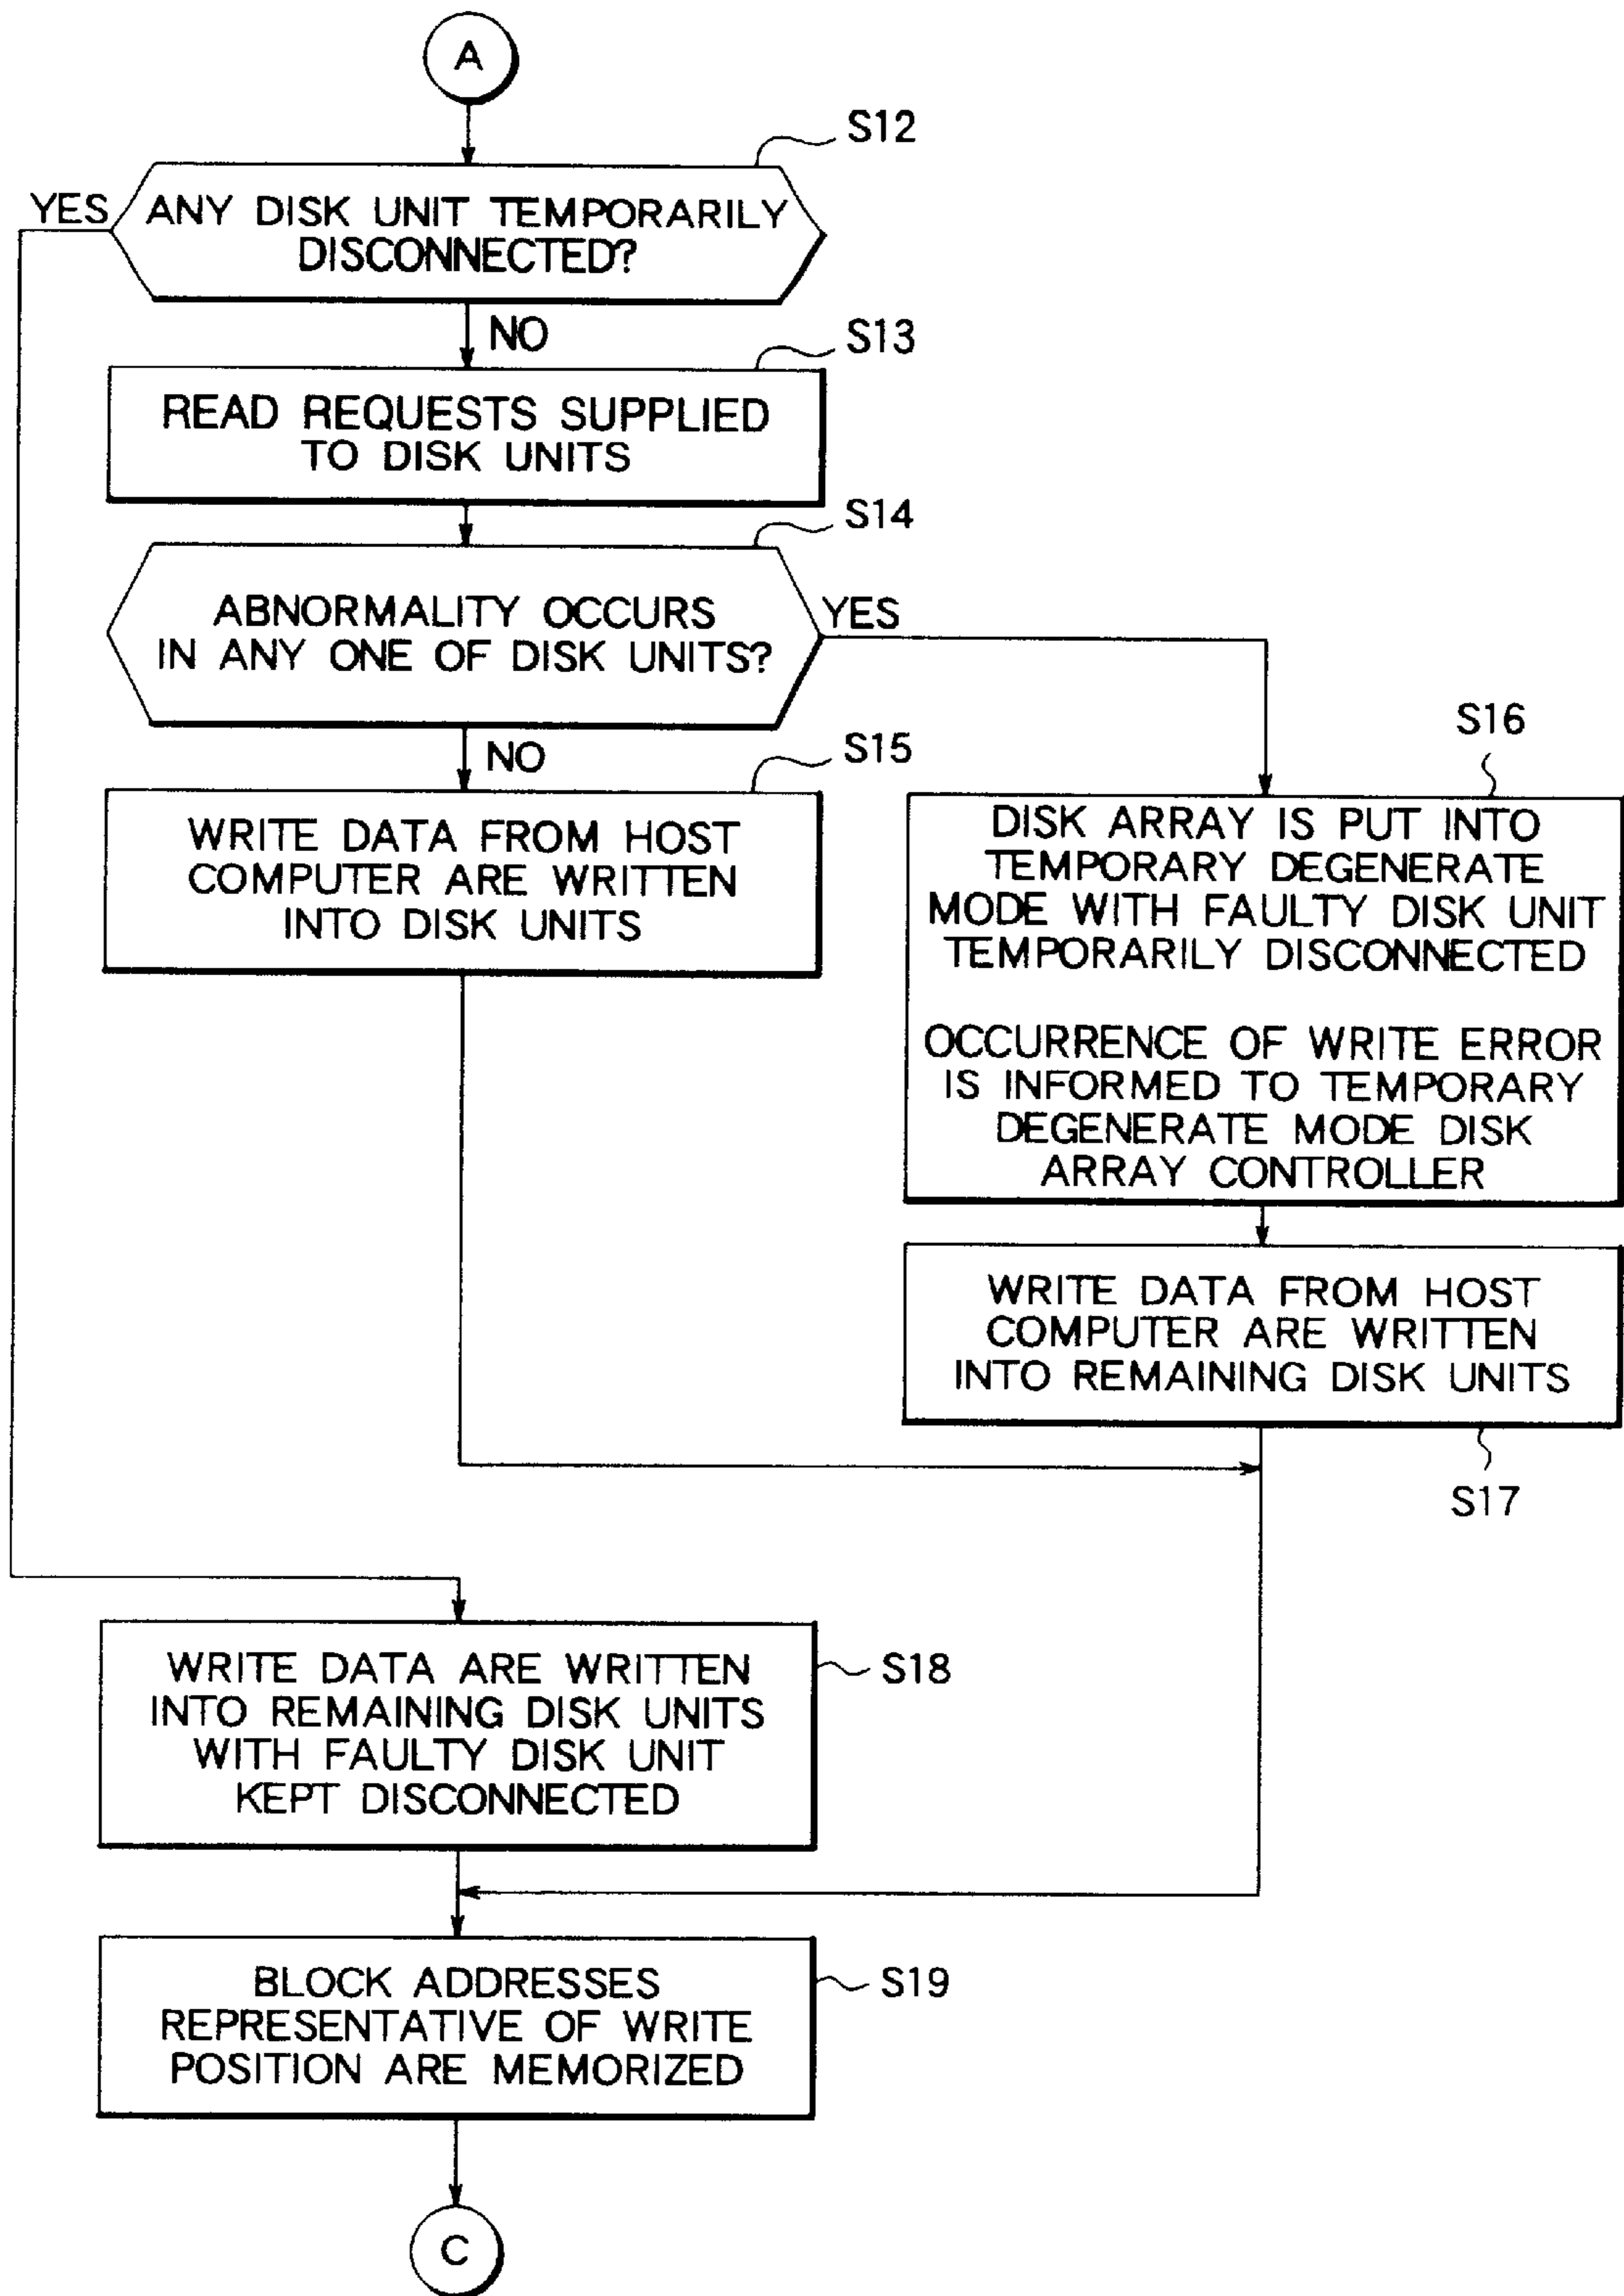 A
S12
YES
ANY DISK UNIT TEMPORARILY
DISCONNECTED?
NO
S13
READ REQUESTS SUPPLIED
TO DISK UNITS
S14
ABNORMALITY OCCURS
IN ANY ONE OF DISK UNITS?
YES
NO
S15
WRITE DATA FROM HOST
COMPUTER ARE WRITTEN
INTO DISK UNITS
S16
DISK ARRAY IS PUT INTO
TEMPORARY DEGENERATE
MODE WITH FAULTY DISK UNIT
TEMPORARILY DISCONNECTED
OCCURRENCE OF WRITE ERROR
IS INFORMED TO TEMPORARY
DEGENERATE MODE DISK
ARRAY CONTROLLER
WRITE DATA FROM HOST
COMPUTER ARE WRITTEN
INTO REMAINING DISK UNITS
S17
WRITE DATA ARE WRITTEN
INTO REMAINING DISK UNITS
WITH FAULTY DISK UNIT
KEPT DISCONNECTED
S18
BLOCK ADDRESSES
REPRESENTATIVE OF WRITE
POSITION ARE MEMORIZED
S19
C